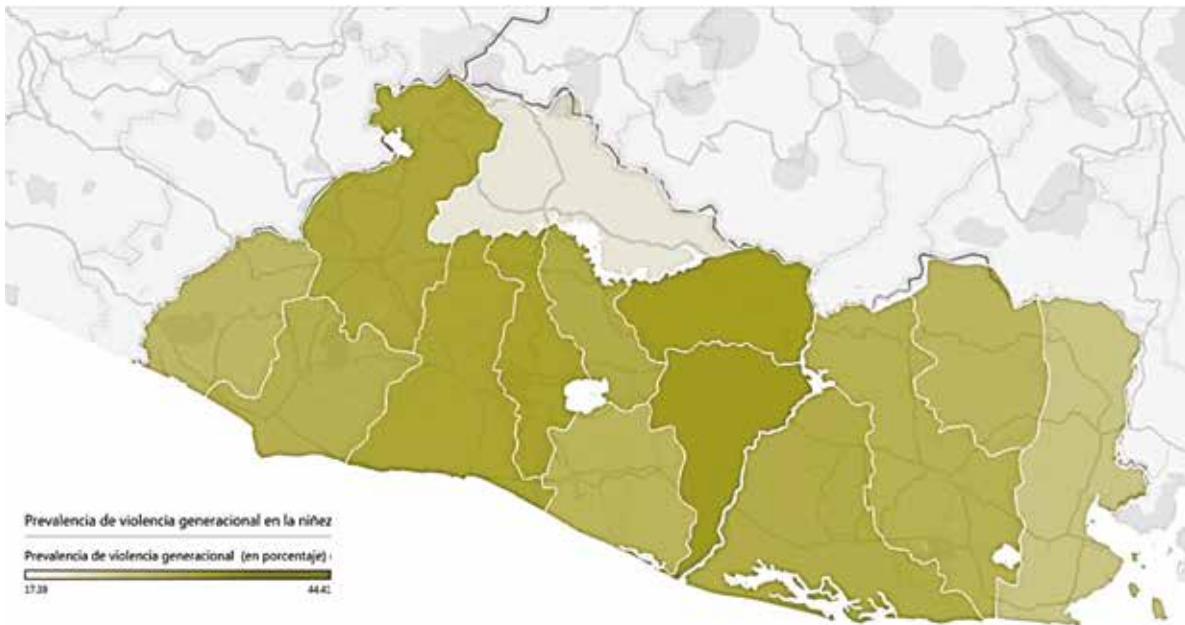 Prevalencia de violencia generacional en la niñez
Prevalencia de violencia generacional (en porcentaje)
17.39 44.41